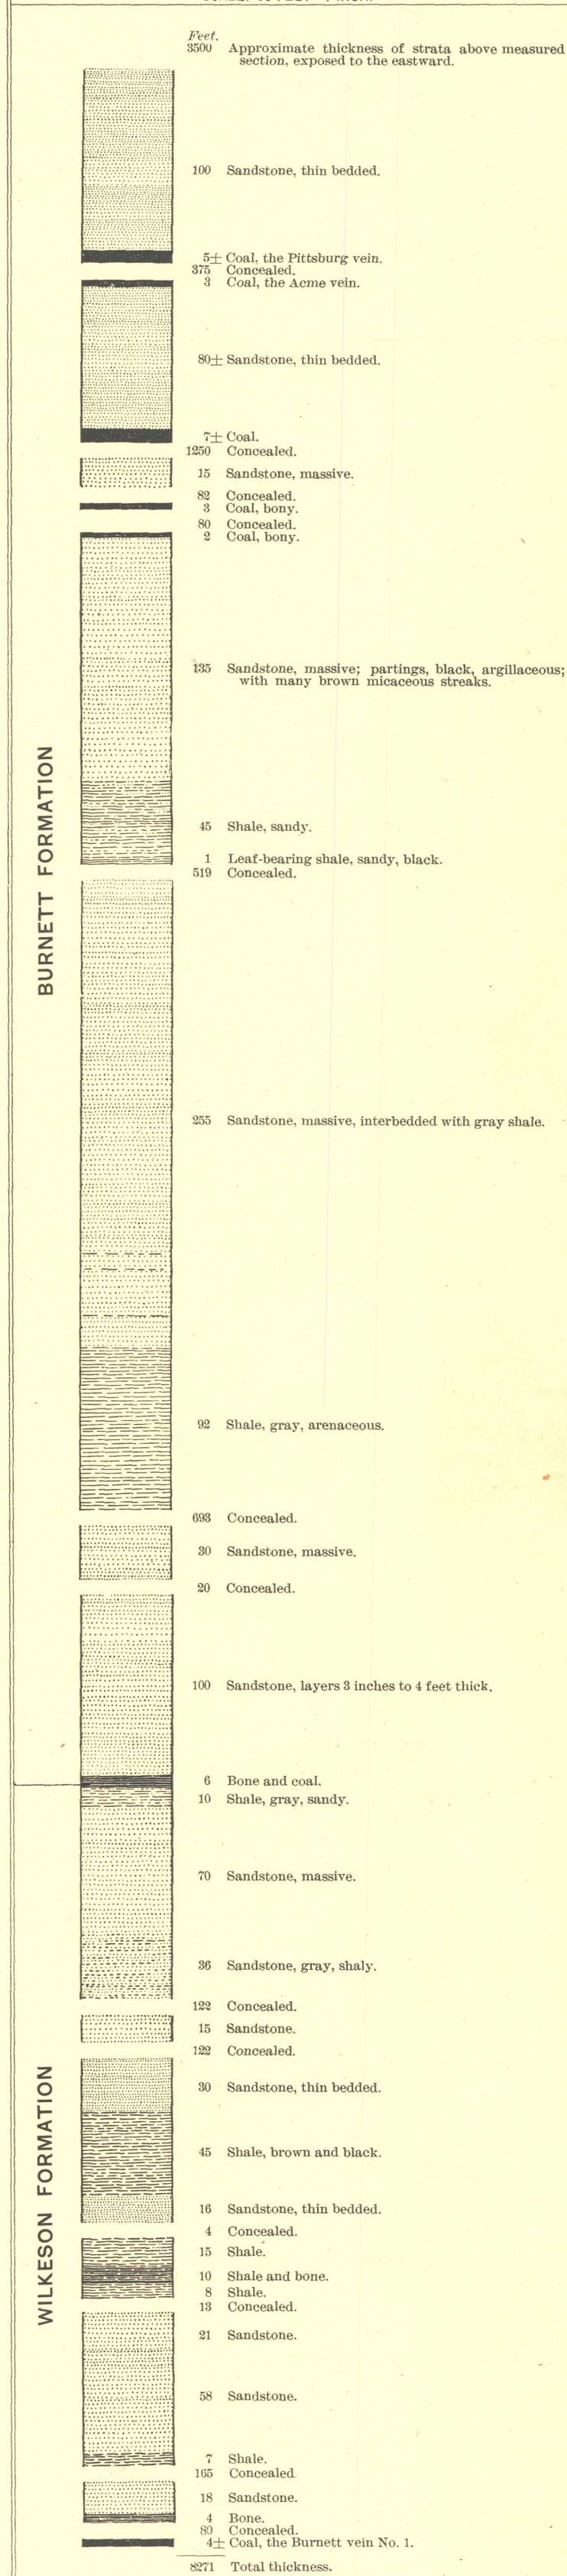 Feet.
3500 Approximate thickness of strata above measured
section, exposed to the eastward.
100 Sandstone, thin bedded.
5± Coal, the Pittsburg vein.
375 Concealed.
3 Coal, the Acme vein.
80± Sandstone, thin bedded.
7± Coal.
1250 Concealed.
15 Sandstone, massive.
82 Concealed.
3 Coal, bony.
80 Concealed.
2 Coal, bony.
135 Sandstone, massive; partings, black, argillaceous;
with many brown micaceous streaks.
BURNETT FORMATION
45 Shale, sandy.
1 Leaf-bearing shale, sandy, black.
519 Concealed.
255 Sandstone, massive, interbedded with gray shale.
92 Shale, gray, arenaceous.
693 Concealed.
30 Sandstone, massive.
20 Concealed.
100 Sandstone, layers 3 inches to 4 feet thick.
6 Bone and coal.
10 Shale, gray, sandy.
70 Sandstone, massive.
36 Sandstone, gray, shaly.
122 Concealed.
15 Sandstone.
122 Concealed.
30 Sandstone, thin bedded.
WILKESON FORMATION
45 Shale, brown and black.
16 Sandstone, thin bedded.
4 Concealed.
15 Shale.
10 Shale and bone.
8 Shale.
13 Concealed.
21 Sandstone.
58 Sandstone.
7 Shale.
165 Concealed
18 Sandstone.
4 Bone.
80 Concealed.
4± Coal, the Burnett vein No. 1.
8271 Total thickness.